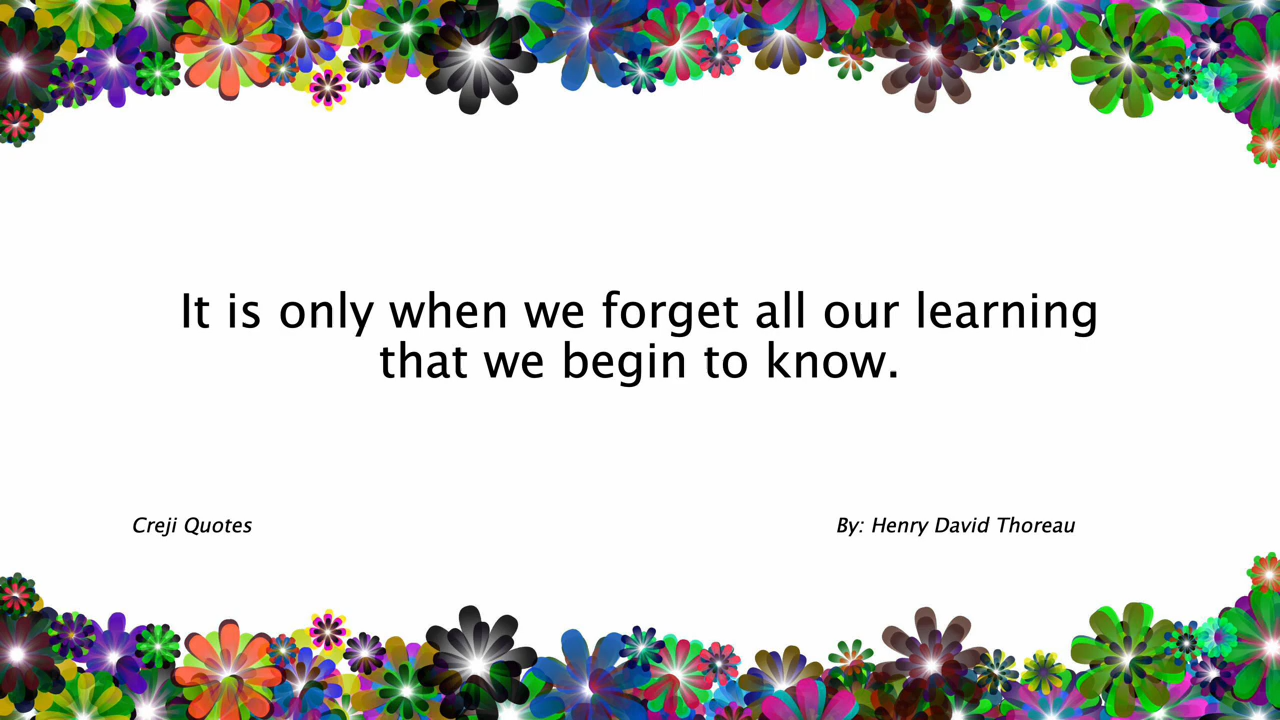 It is only when we forget all our learning
that we begin to know.
Creji Quotes
By: Henry David Thoreau